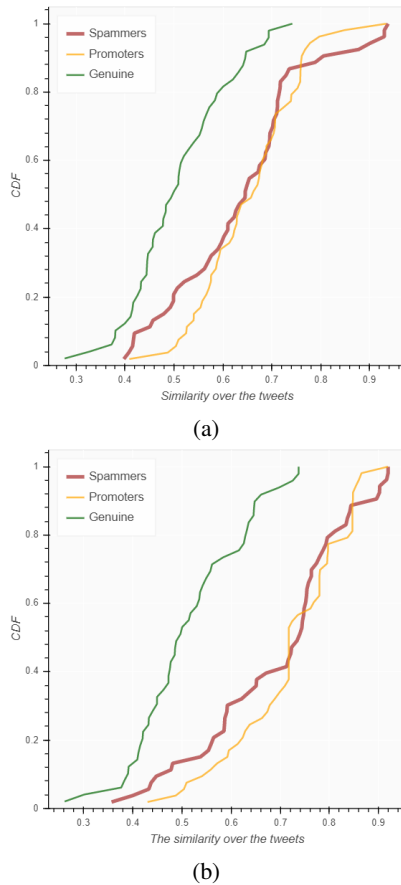 1
0.8
0.6
0.4
0.2
0
CDF
Spammers
Promoters
Genuine
0.3 0.4 0.5 0.6 0.7 0.8 0.9
Similarity over the tweets
(a)
1
0.8
0.6
0.4
0.2
0
CDF
Spammers
Promoters
Genuine
0.3 0.4 0.5 0.6 0.7 0.8 0.9
The similarity over the tweets
(b)